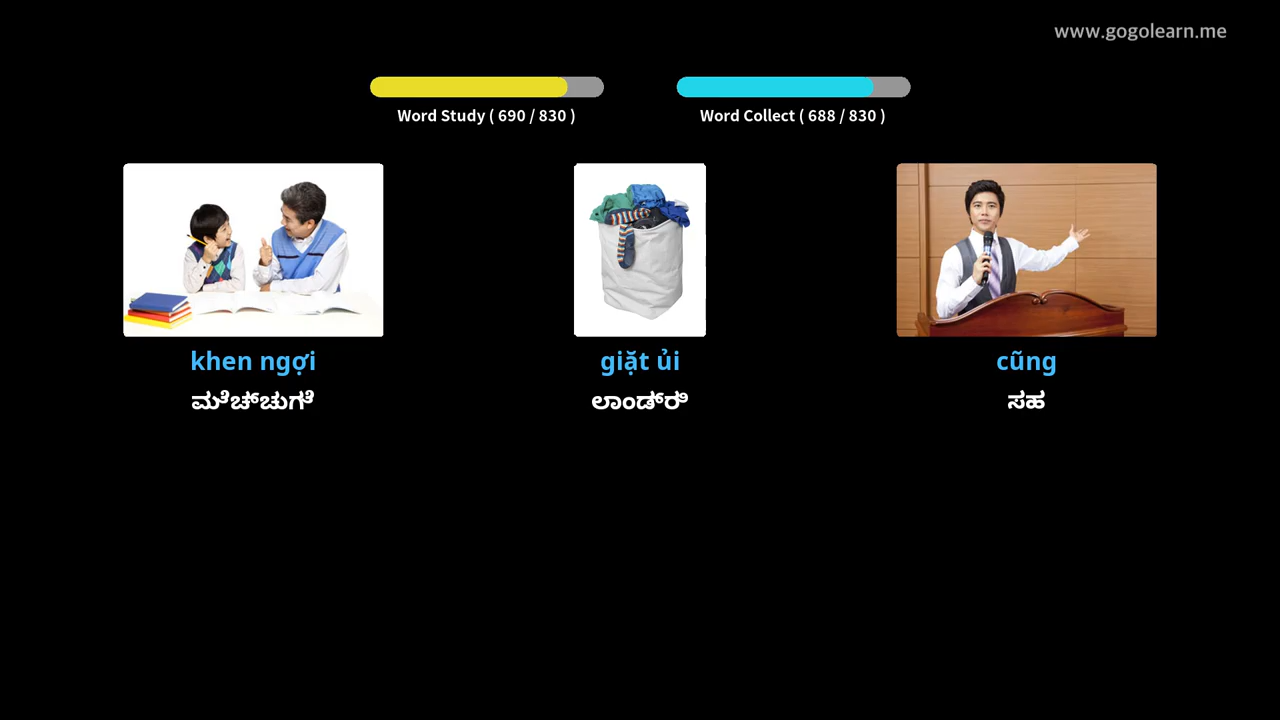 www.gogolearn.me
Word Study ( 690 / 830 )
Word Collect ( 688 / 830 )
khen ngợi
giặt ủi
cũng
ಮೆಚ್ಚುಗೆ
ಲಾಂಡ್ರಿ
ಸಹ